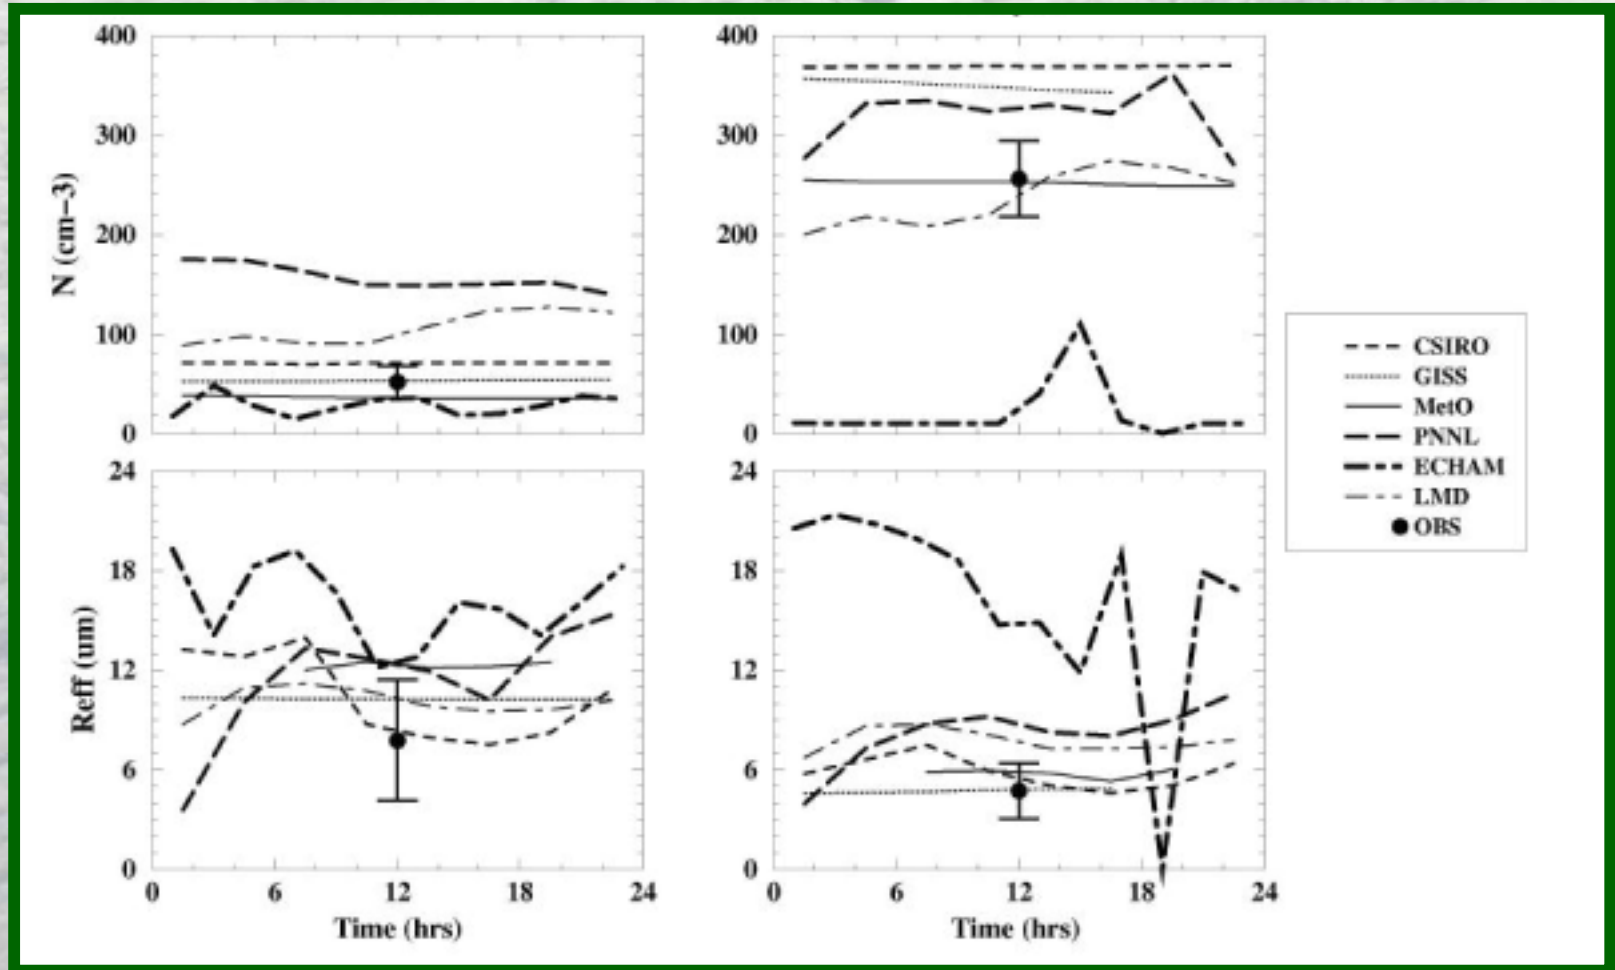 400
300
200
100
0
N (cm−3)
400
300
200
100
0
24
18
12
6
0
Reff (um)
0 6 12 18 24
Time (hrs)
24
18
12
6
0
0 6 12 18 24
Time (hrs)
CSIRO
GISS
MetO
PNNL
ECHAM
LMD
OBS